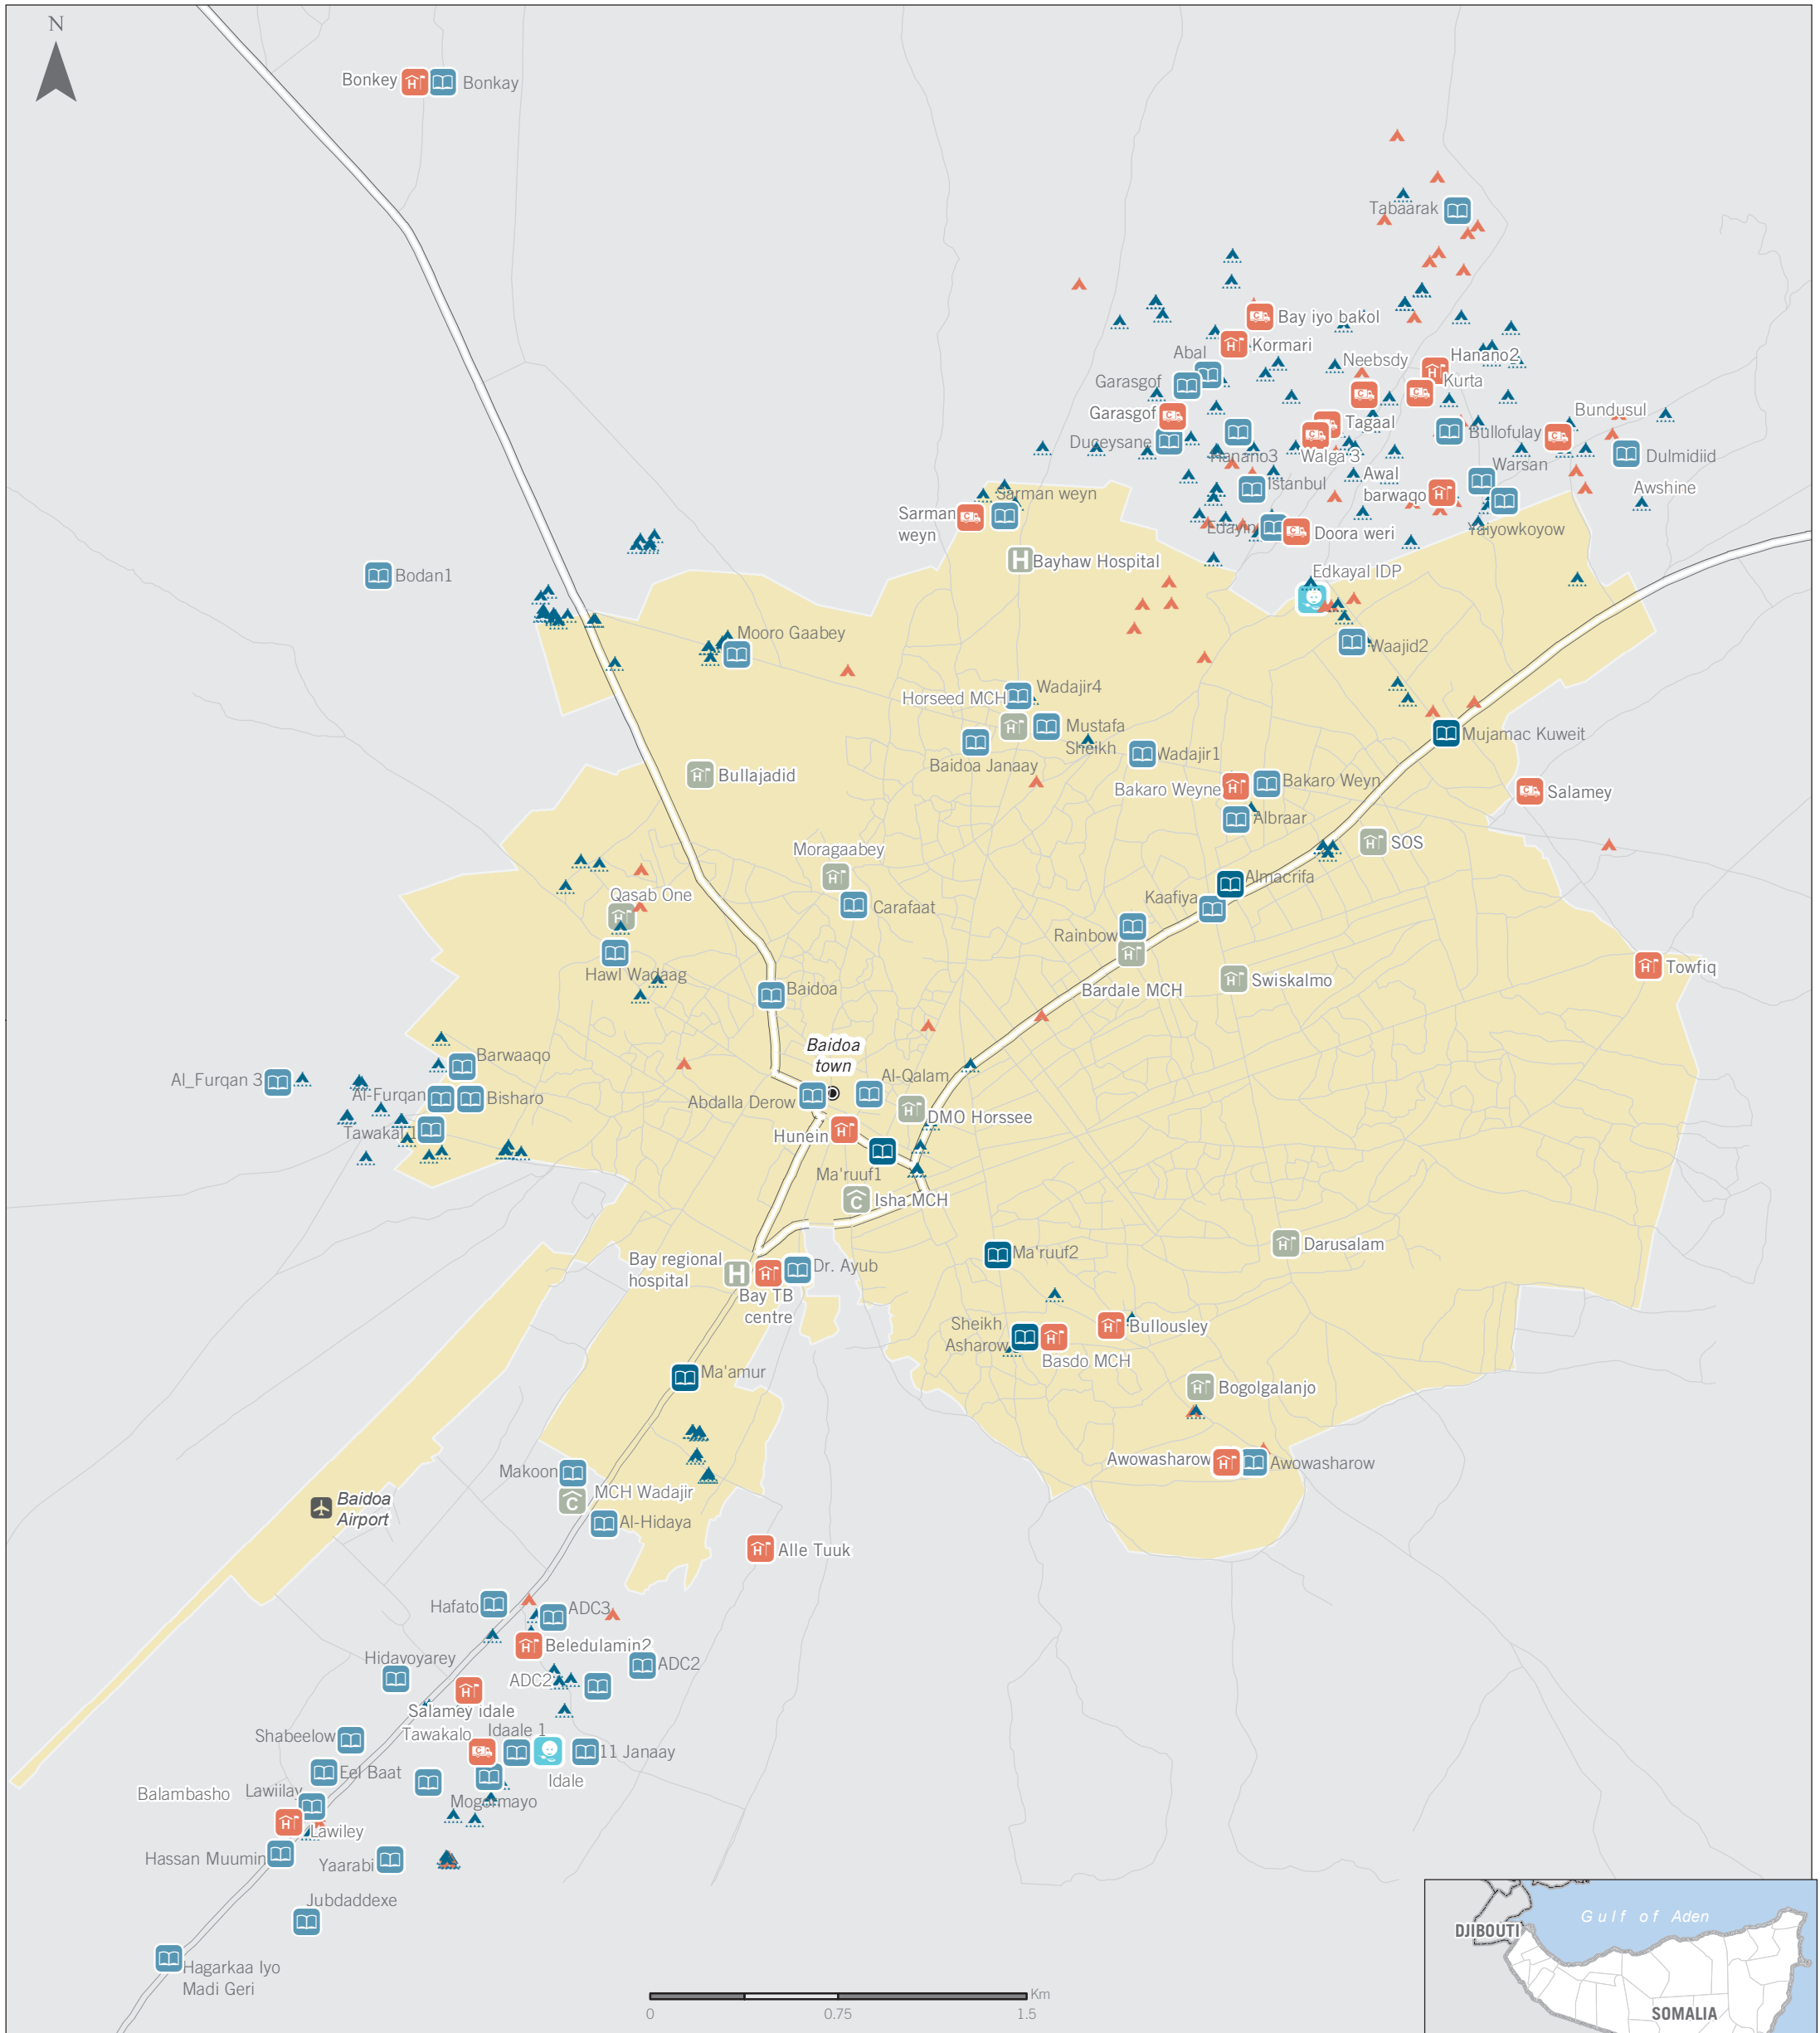 N
Bonkey
Bonkay
Tabaarak
Bay iyo bakol
Kormari
Abal
Neebsdy
Hanano2
Garasgof
Kurta
Garasgof
Tagaal
Bundusul
Duceysane
Bullofulay
Hanano3
Walga'3
Dulmidiid
Warsan
Awal
barwaqo
Istanbul
Awshine
Sarman weyn
Sarman
weyn
Edayin
Doora weri
Yaiyowkoyow
Bayhaw Hospital
Edkayal IDP
Bodan1
Mooro Gaabey
Waajid2
Wadajir4
Horseed MCH
Mustafa
Sheikh
Mujamac Kuweit
Baidoa Janaay
Wadajir1
Bullajadid
Bakaro Weyne
Bakaro Weyn
Salamey
Albraar
SOS
Moragaabey
Almacrifa
Qasab One
Carafaat
Kaafiya
Rainbow
Hawl Wadaag
Towfiq
Swiskalmo
Baidoa
Bardale MCH
Baidoa
town
Barwaaqo
Al_Furqan 3
Al-Furqan
Bisharo
Abdalla Derow
Al-Qalam
DMO Horssee
Tawakal 1
Hunein
Ma'ruuf1
Isha MCH
Bay regional
hospital
Dr. Ayub
Bay TB
centre
Ma'ruuf2
Darusalam
Sheikh
Asharow
Bullousley
Basdo MCH
Ma'amur
Bogolgalanjo
Awowasharow
Awowasharow
Makoon
MCH Wadajir
Baidoa
Airport
Al-Hidaya
Alle Tuuk
Hafato
ADC3
Beledulamin2
Hidavoyarey
ADC2
ADC2
Salamey idale
Shabeelow
Tawakalo
Idaale 1
11 Janaay
Eel Baat
Idale
Balambasho
Lawiilay
Mogormayo
Lawiley
Hassan Muumin
Yaarabi
Jubdaddexe
Hagarkaa Iyo
Madi Geri
Km
0
0.75
1.5
Gulf of Aden
DJIBOUTI
SOMALIA